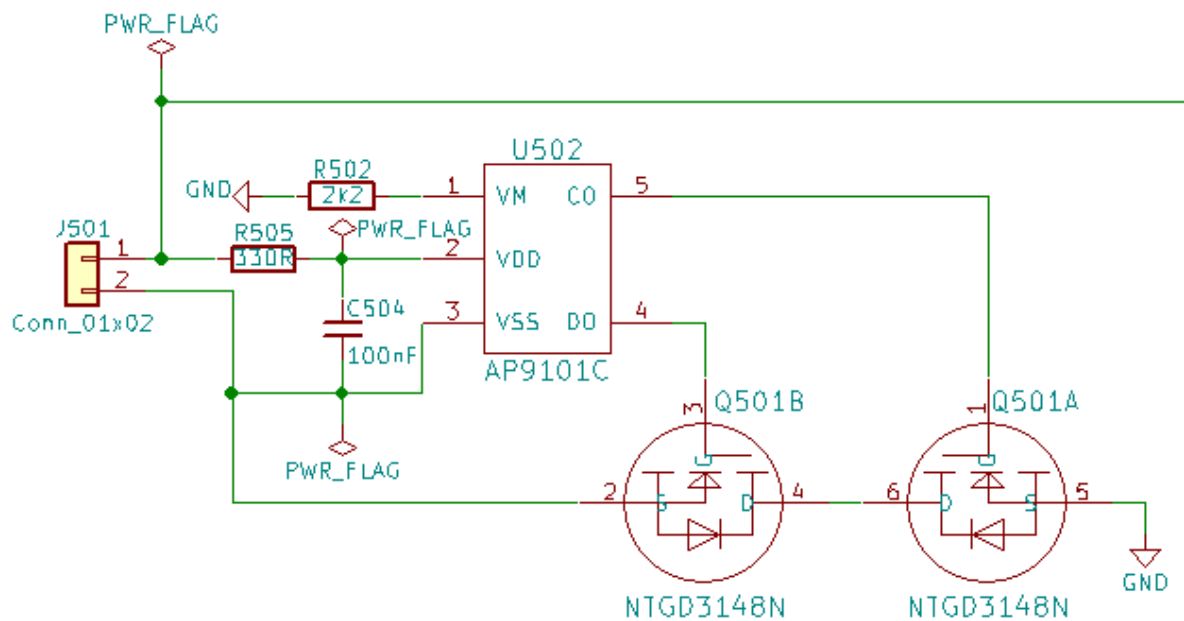 PWR_FLAG
U502
R502
GND
2k2
1
VM
CO
5
J501
R505
PWR_FLAG
1
330R
2
VDD
2
C504
3
VSS
DO
4
Conn_01x02
100nF
AP9101C
3
Q501B
1
Q501A
PWR_FLAG
G
G
2
S
D
4
6
D
S
5
GND
NTGD3148N
NTGD3148N